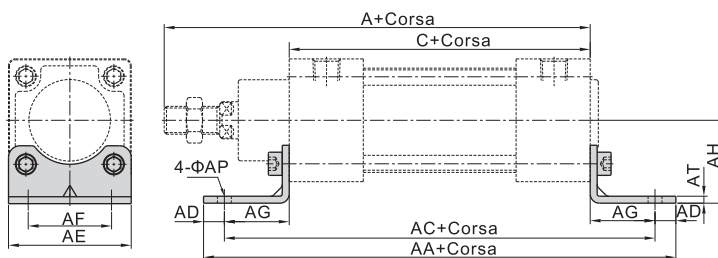 A+Corsa
C+Corsa
4-ΦAP
AD
AG
AF
AE
AC+Corsa
AA+Corsa
AG
AD
AT
AH